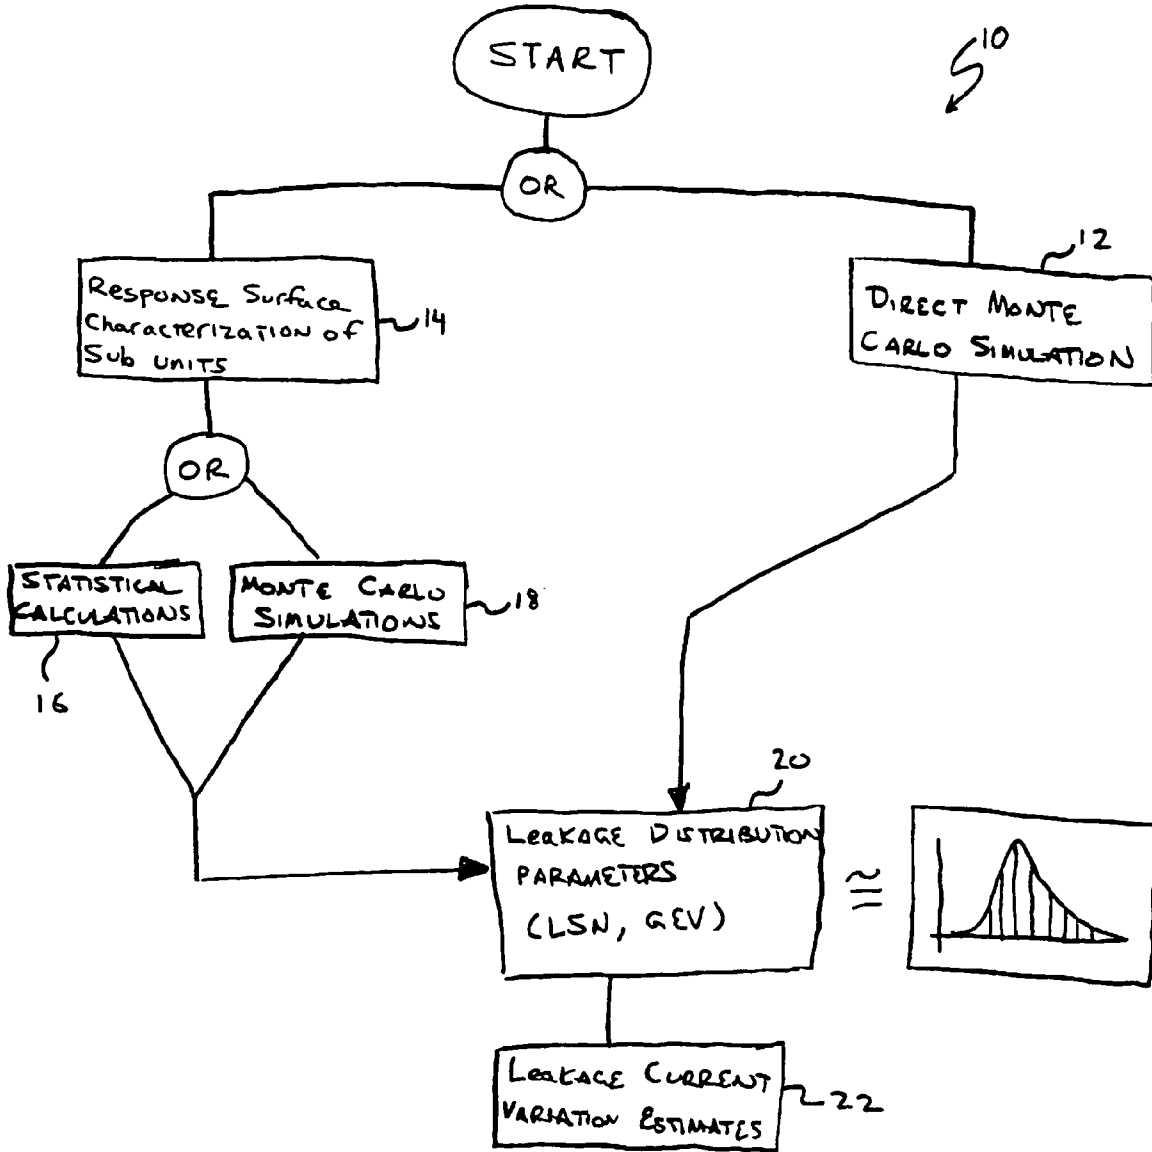 START
10
OR
12
Response Surface
Characterization of
Sub units
14
DIRECT MONTE
CARLO SIMULATION
OR
STATISTICAL
CALCULATIONS
MONTE CARLO
SIMULATIONS
18
16
20
Leakage DISTRIBUTION
PARAMETERS
(LSN, GEV)
≅
Leakage CURRENT
VARIATION ESTIMATES
22